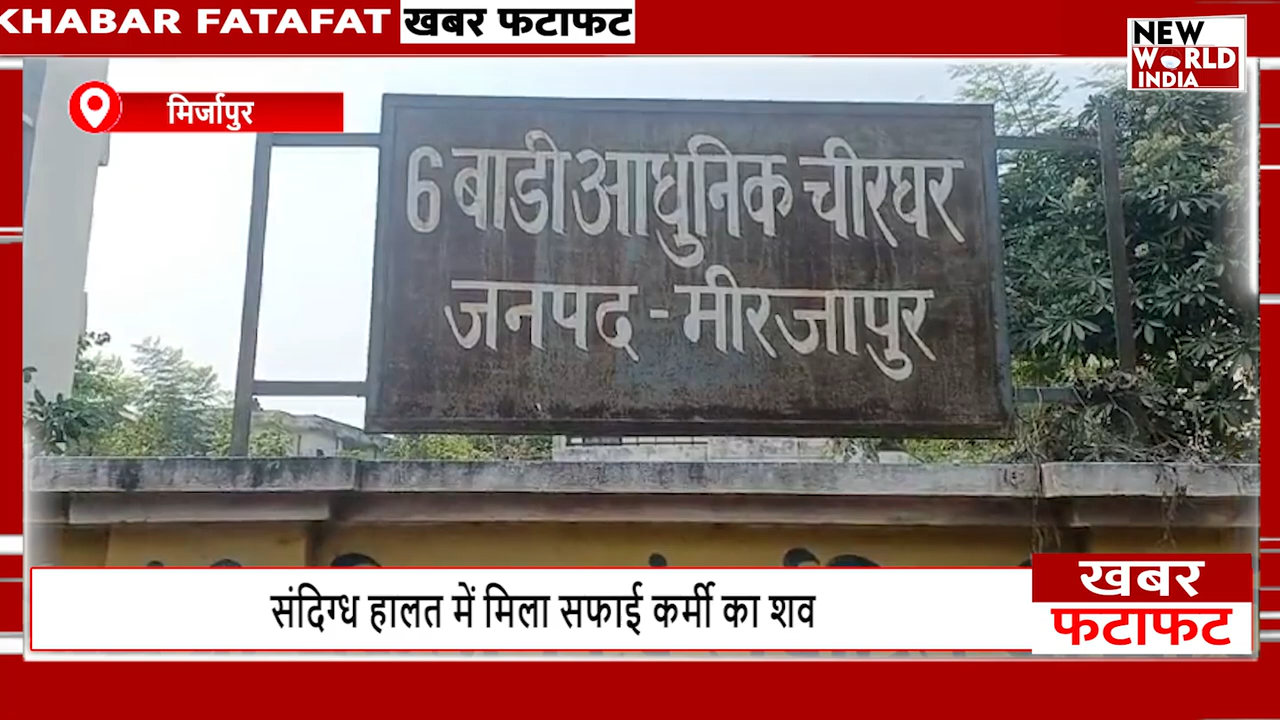 KHABAR FATAFAT खबर फटाफट
NEW
WORLD
INDIA
मिर्जापुर
6 बाडी आधुनिक चीरघर
जनपद - मीरजापुर
संदिग्ध हालत में मिला सफाई कर्मी का शव
खबर
फटाफट